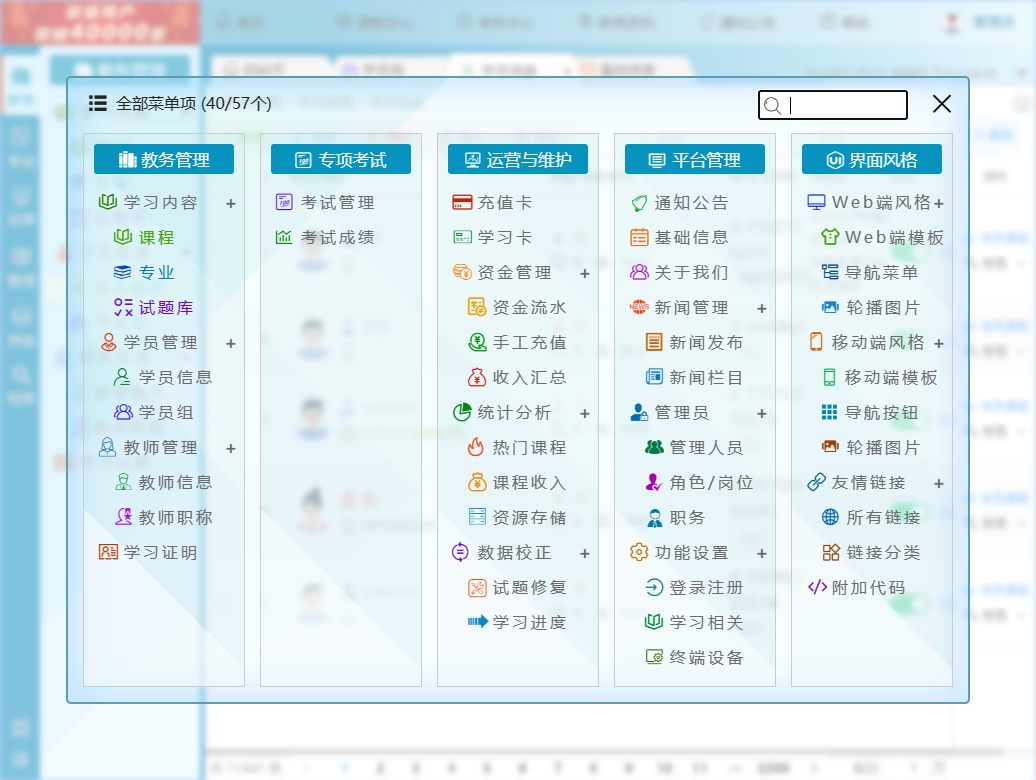 全部菜单项 (40/57个)
教务管理
学习内容 +
课程
专业
试题库
学员管理 +
学员信息
学员组
教师管理 +
教师信息
教师职称
学习证明
专项考试
考试管理
考试成绩
运营与维护
充值卡
学习卡
资金管理 +
资金流水
手工充值
收入汇总
统计分析 +
热门课程
课程收入
资源存储
数据校正 +
试题修复
学习进度
平台管理
通知公告
基础信息
关于我们
NEWS 新闻管理 +
新闻发布
新闻栏目
管理员 +
管理人员
角色/岗位
职务
功能设置 +
登录注册
学习相关
终端设备
UI 界面风格
Web端风格 +
Web端模板
导航菜单
轮播图片
移动端风格 +
移动端模板
导航按钮
轮播图片
友情链接 +
所有链接
链接分类
附加代码